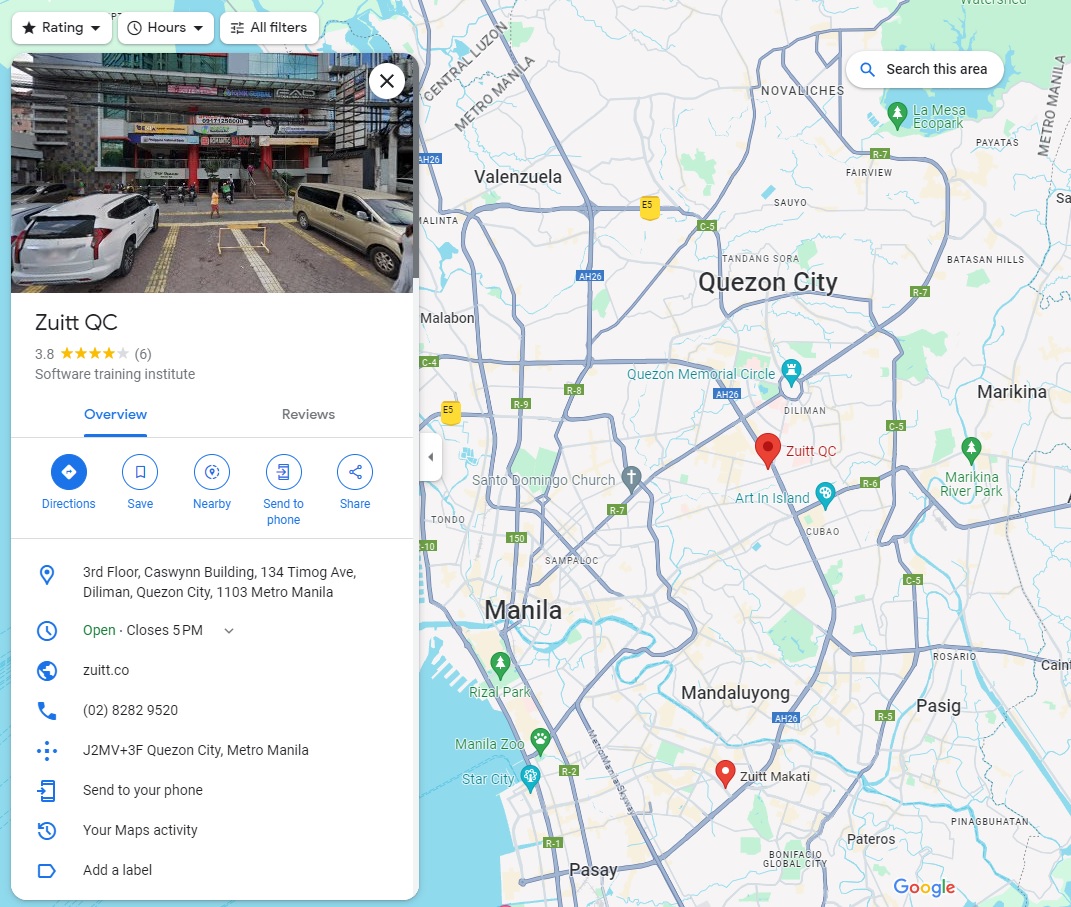 Rating
Hours
All filters
Zuitt QC
3.8
(6)
Software training institute
Overview
Reviews
Directions
Save
Nearby
Send to
phone
Share
3rd Floor, Caswynn Building, 134 Timog Ave,
Diliman, Quezon City, 1103 Metro Manila
Open · Closes 5 PM
zuitt.co
(02) 8282 9520
J2MV+3F Quezon City, Metro Manila
Send to your phone
Your Maps activity
Add a label
Search this area
CENTRAL LUZON
METRO MANILA
METRO MANILA
NOVALICHES
La Mesa
Ecopark
PAYATAS
R-7
FAIRVIEW
AH26
Valenzuela
E5
SAUYO
C-5
TANDANG SORA
BATASAN HILLS
AH26
Quezon City
R-7
Malabon
C-4
Quezon Memorial Circle
R-8
AH26
R-9
E5
DILIMAN
Marikina
C-5
Zuitt QC
Santo Domingo Church
R-6
Marikina
River Park
Art In Island
R-7
TONDO
CUBAO
150
SAMPALOC
C-5
Manila
ROSARIO
Rizal Park
Mandaluyong
Pasig
AH26
R-5
Manila Zoo
Metro Manila Skyway
Star City
R-2
Zuitt Makati
PINAGBUHATAN
R-1
Pateros
BONIFACIO
GLOBAL CITY
Pasay
Google